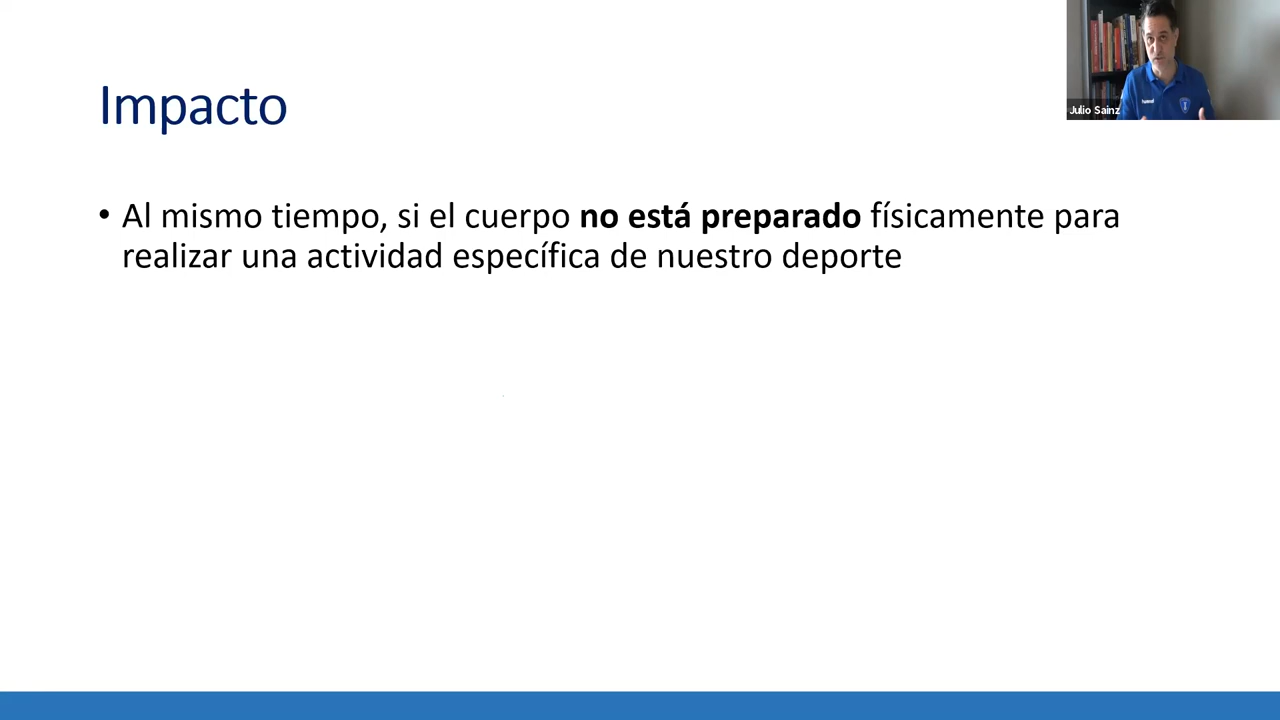 Impacto
Julio Sainz
• Al mismo tiempo, si el cuerpo no está preparado físicamente para
realizar una actividad específica de nuestro deporte